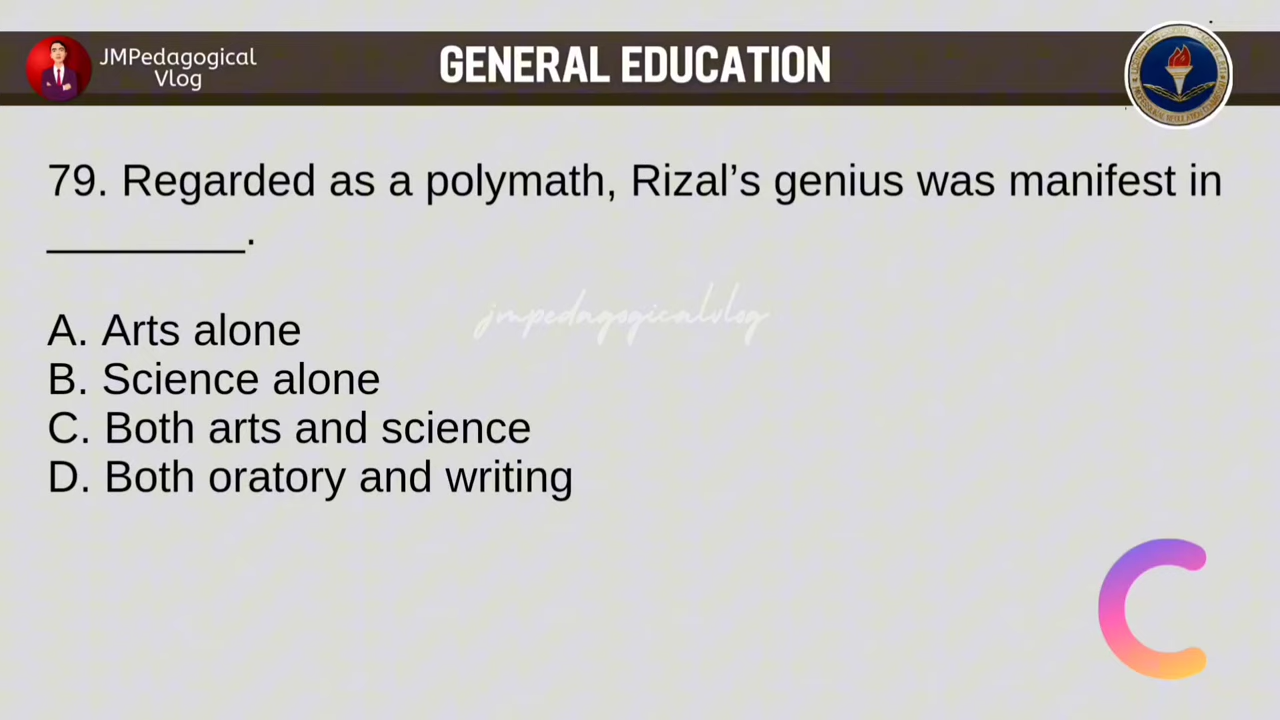 JMPedagogical
Vlog
GENERAL EDUCATION
79. Regarded as a polymath, Rizal’s genius was manifest in
_________.
jmpedagogicalvlog
A. Arts alone
B. Science alone
C. Both arts and science
D. Both oratory and writing
C